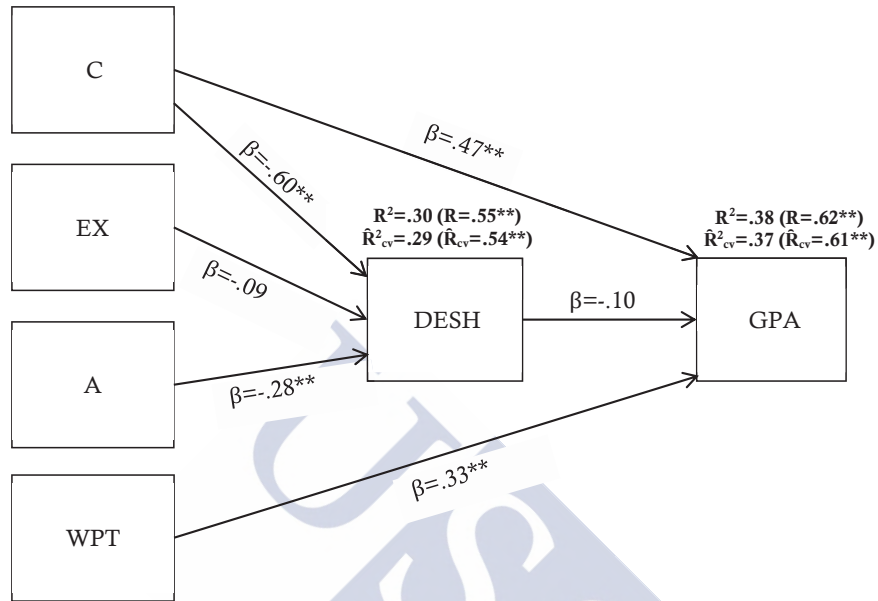 C
β=.47**
β=-.60**
EX
R²=.30 (R=.55**)
R̂²cv=.29 (R̂cv=.54**)
R²=.38 (R=.62**)
R̂²cv=.37 (R̂cv=.61**)
β=-.09
DESH
β=-.10
GPA
A
β=-.28**
β=.33**
WPT